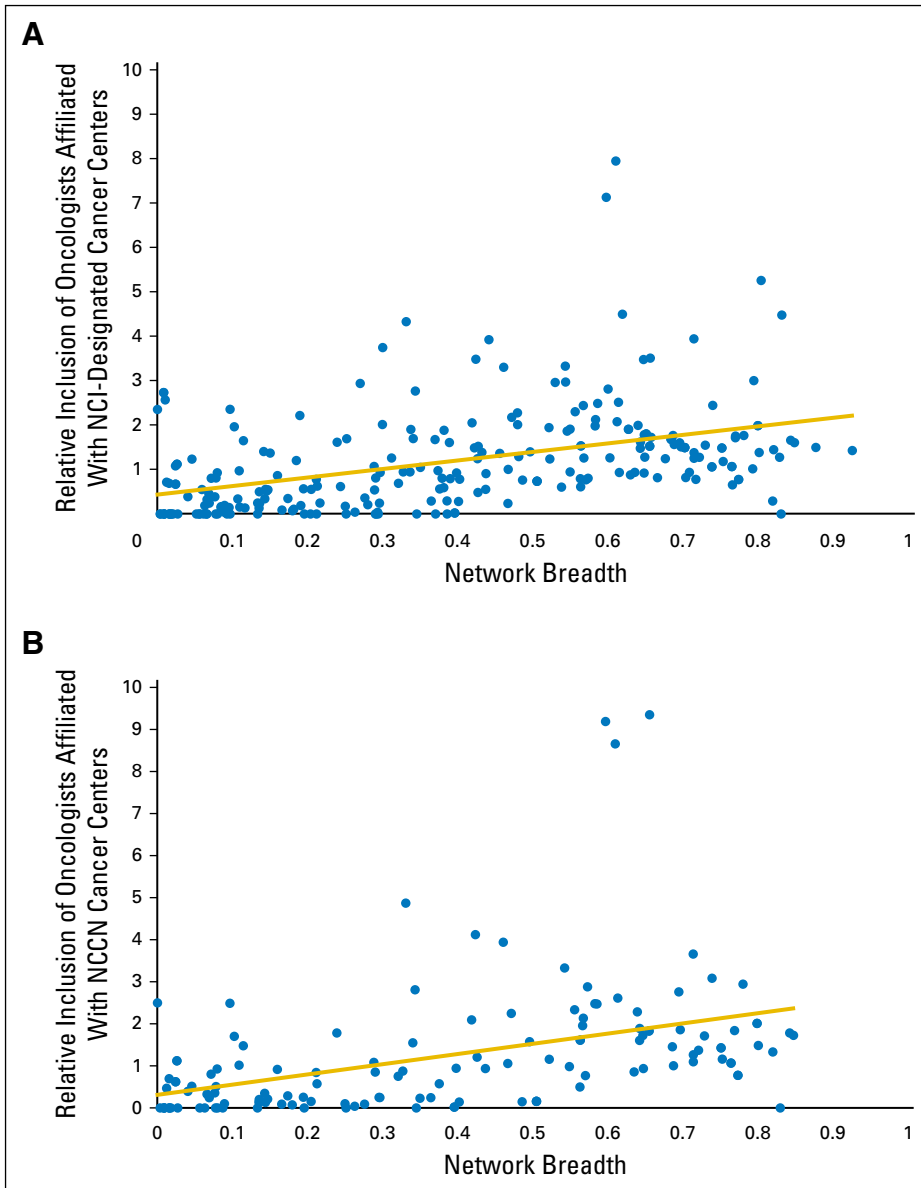 A
Relative Inclusion of Oncologists Affiliated
With NCI-Designated Cancer Centers
10
9
8
7
6
5
4
3
2
1
0 0.1 0.2 0.3 0.4 0.5 0.6 0.7 0.8 0.9 1
Network Breadth
B
Relative Inclusion of Oncologists Affiliated
With NCCN Cancer Centers
10
9
8
7
6
5
4
3
2
1
0
0 0.1 0.2 0.3 0.4 0.5 0.6 0.7 0.8 0.9 1
Network Breadth